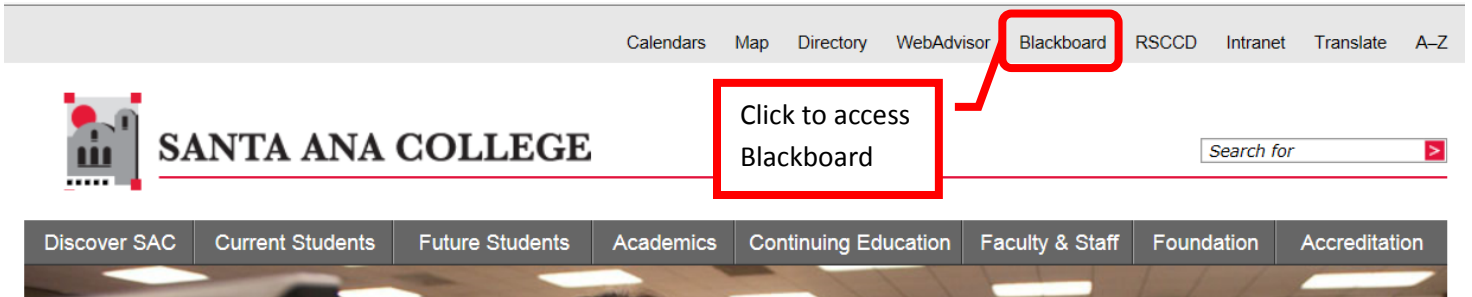 Calendars Map Directory WebAdvisor Blackboard RSCCD Intranet Translate A–Z
Click to access
Blackboard
SANTA ANA COLLEGE
Search for
>
Discover SAC Current Students Future Students Academics Continuing Education Faculty & Staff Foundation Accreditation